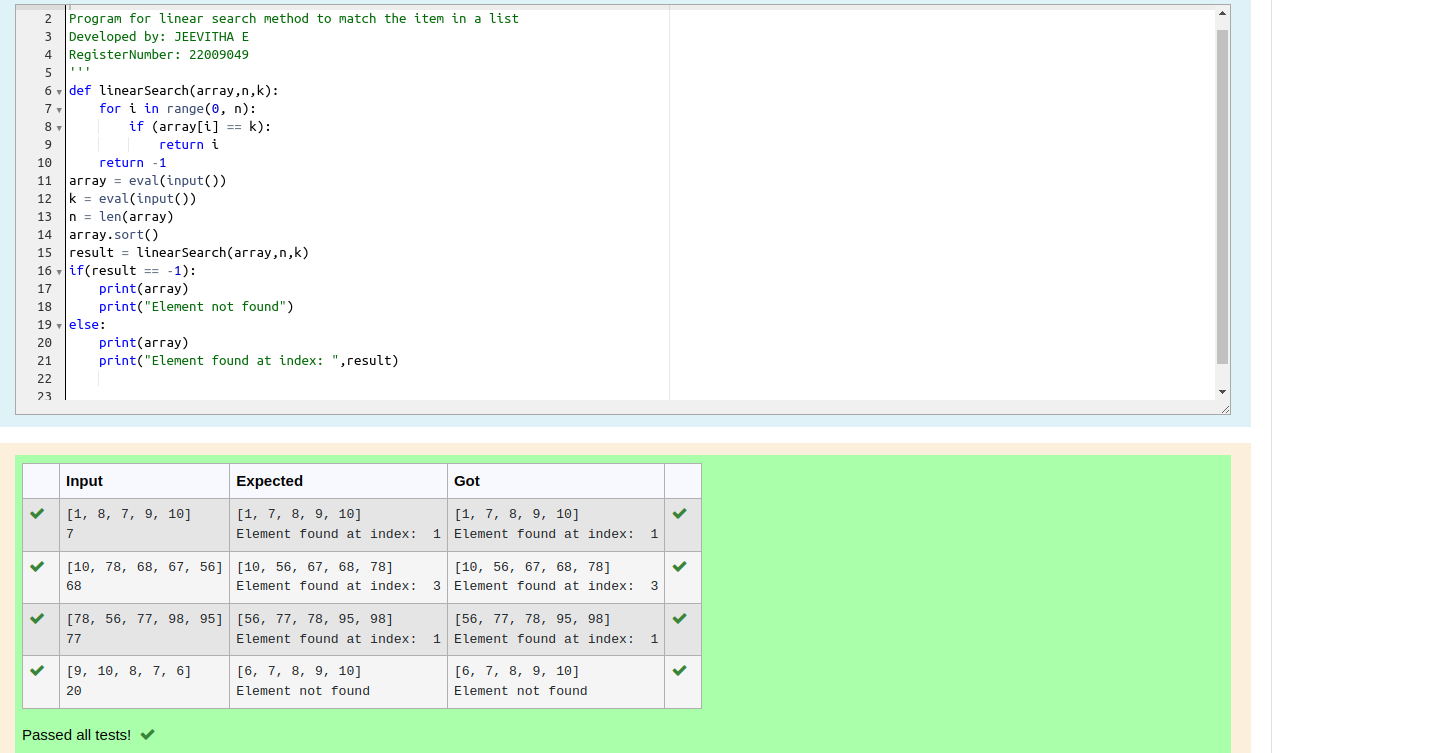 2 Program for linear search method to match the item in a list
3 Developed by: JEEVITHA E
4 RegisterNumber: 22009049
5 '''
6 def linearSearch(array,n,k):
7     for i in range(0, n):
8         if (array[i] == k):
9             return i
10     return -1
11 array = eval(input())
12 k = eval(input())
13 n = len(array)
14 array.sort()
15 result = linearSearch(array,n,k)
16 if(result == -1):
17     print(array)
18     print("Element not found")
19 else:
20     print(array)
21     print("Element found at index: ",result)
22
23
Input Expected Got
[1, 8, 7, 9, 10] [1, 7, 8, 9, 10] [1, 7, 8, 9, 10]
7 Element found at index:  1 Element found at index:  1
[10, 78, 68, 67, 56] [10, 56, 67, 68, 78] [10, 56, 67, 68, 78]
68 Element found at index:  3 Element found at index:  3
[78, 56, 77, 98, 95] [56, 77, 78, 95, 98] [56, 77, 78, 95, 98]
77 Element found at index:  1 Element found at index:  1
[9, 10, 8, 7, 6] [6, 7, 8, 9, 10] [6, 7, 8, 9, 10]
20 Element not found Element not found
Passed all tests!